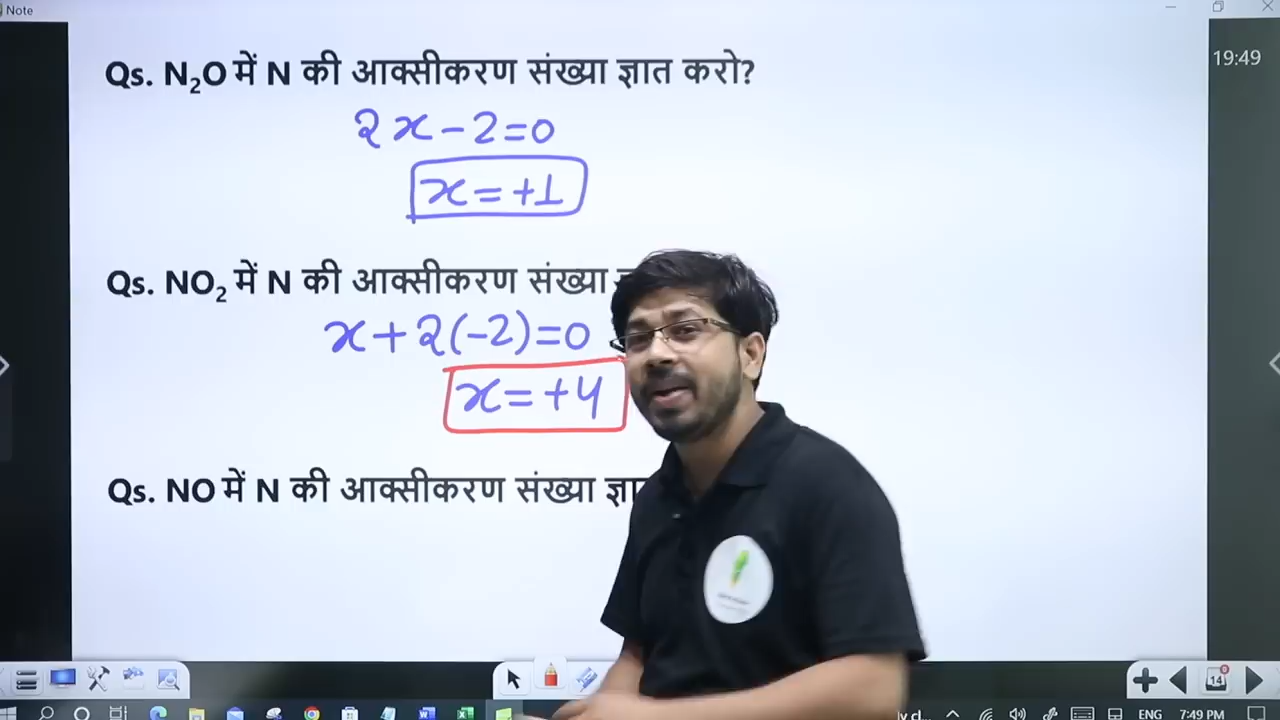 Note
19:49
Qs. N₂O में N की आक्सीकरण संख्या ज्ञात करो?
2x-2=0
x=+1
Qs. NO₂ में N की आक्सीकरण संख्या
x+2(-2)=0
x=+4
Qs. NO में N की आक्सीकरण संख्या
14
ENG 7:49 PM